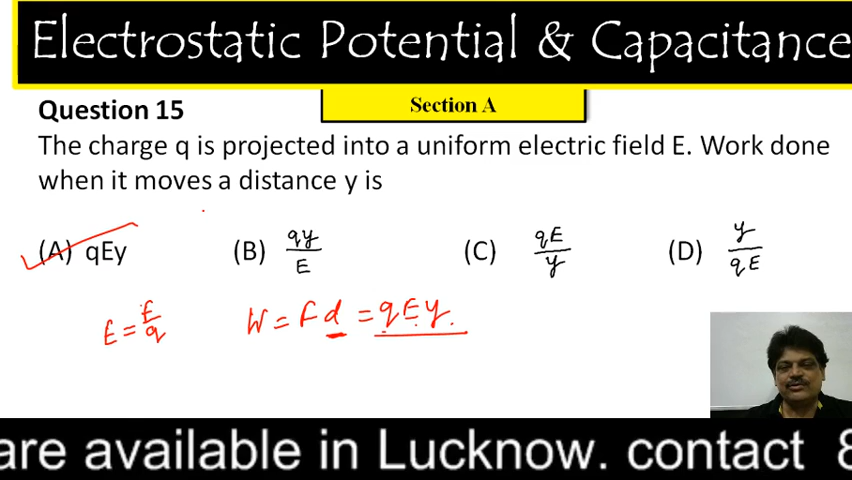 Electrostatic Potential & Capacitance
Section A
Question 15
The charge q is projected into a uniform electric field E. Work done
when it moves a distance y is
(A) qEy (B) qy/E (C) qE/y (D) y/qE
E = F/q W = Fd = qEy.
are available in Lucknow. contact 8